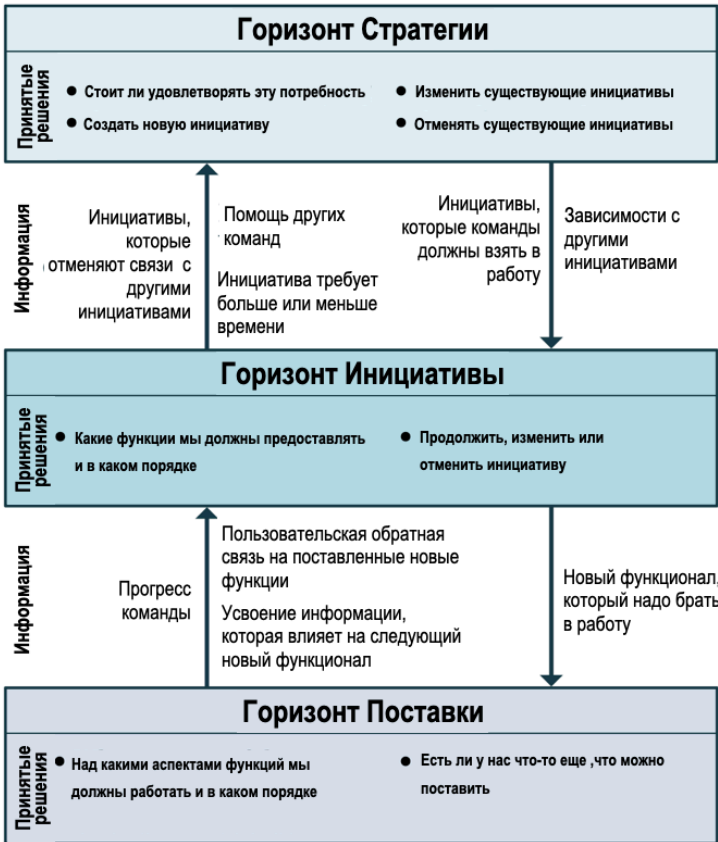 Горизонт Стратегии
Принятые
решения
● Стоит ли удовлетворять эту потребность
● Создать новую инициативу
● Изменить существующие инициативы
● Отменять существующие инициативы
Информация
Инициативы,
которые
отменяют связи с
другими
инициативами
Помощь других
команд
Инициатива требует
больше или меньше
времени
Инициативы,
которые команды
должны взять в
работу
Зависимости с
другими
инициативами
Горизонт Инициативы
Принятые
решения
● Какие функции мы должны предоставлять
и в каком порядке
● Продолжить, изменить или
отменить инициативу
Информация
Прогресс
команды
Пользовательская обратная
связь на поставленные новые
функции
Усвоение информации,
которая влияет на следующий
новый функционал
Новый функционал,
который надо брать
в работу
Горизонт Поставки
Принятые
решения
● Над какими аспектами функций мы
должны работать и в каком порядке
● Есть ли у нас что-то еще ,что можно
поставить